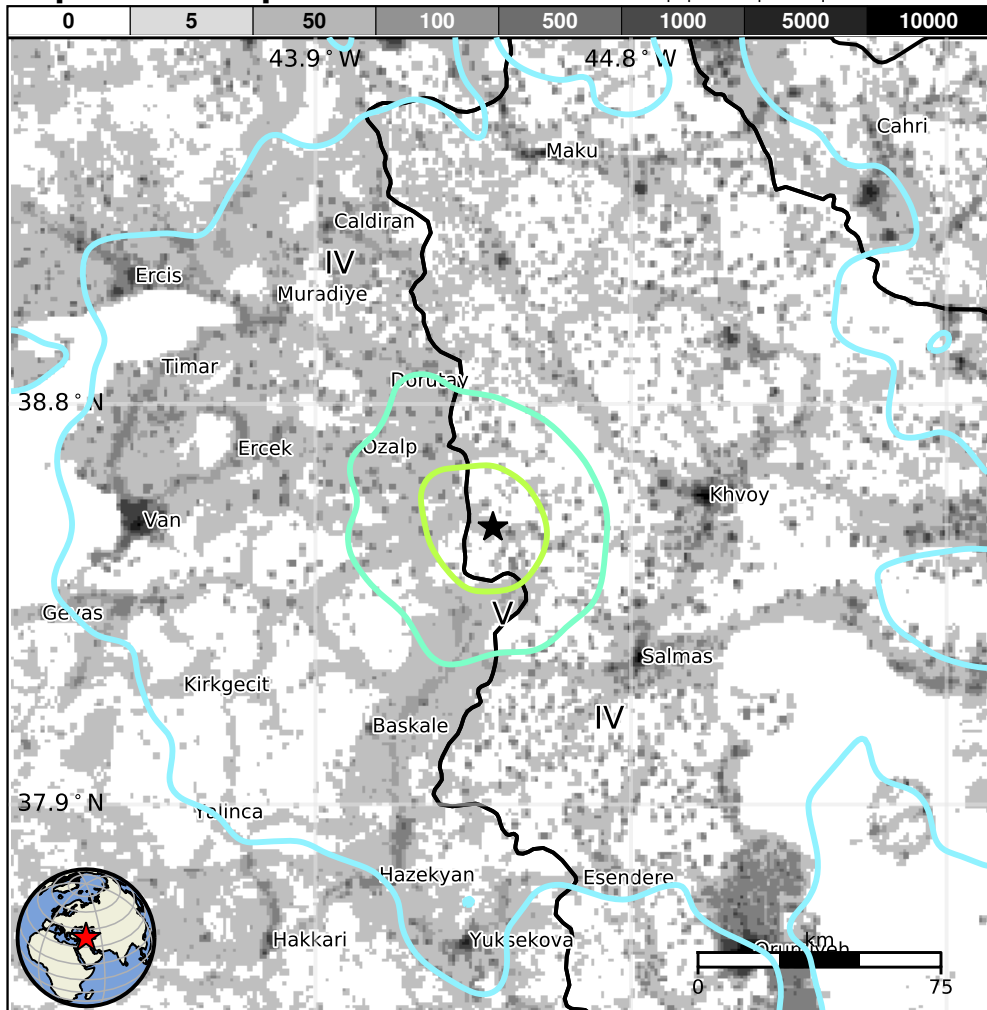 0 5 50 100 500 1000 5000 10000
43.9°W 44.8°W
Cahri
Maku
Caldiran
IV
Ercis
Muradiye
Timar
Dorutay
38.8°N
Ozalp
Ercek
Khvoy
Van
Gevas
V
Salmas
Kirkgecit
IV
Baskale
37.9°N
Yalinca
Hazekyan
Esendere
Hakkari
Yuksekova
km
0 75